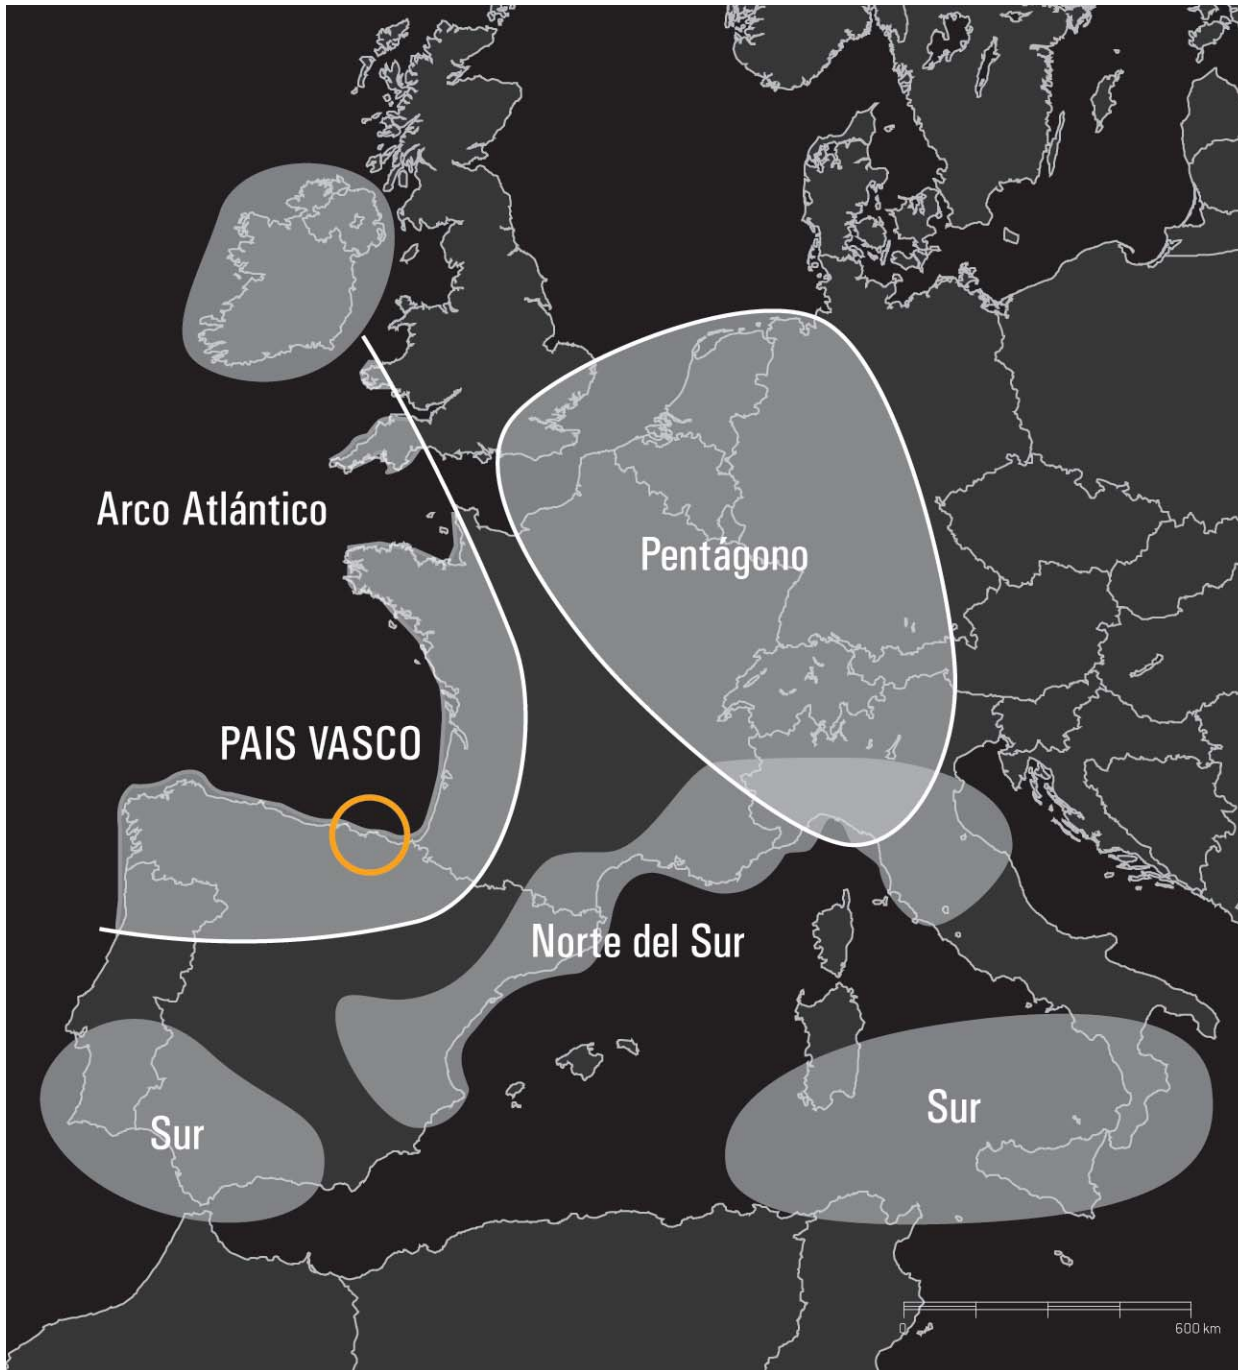 Arco Atlántico
Pentágono
PAIS VASCO
Norte del Sur
Sur
Sur
0
600 km